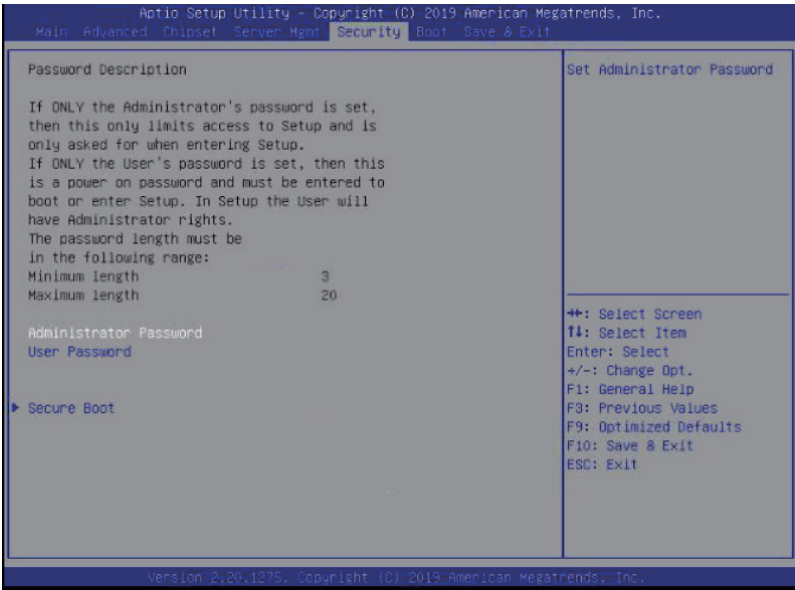 Aptio Setup Utility - Copyright (C) 2019 American Megatrends, Inc.
Main Advanced Chipset Server Mgmt Security Boot Save & Exit
Password Description
If ONLY the Administrator's password is set,
then this only limits access to Setup and is
only asked for when entering Setup.
If ONLY the User's password is set, then this
is a power on password and must be entered to
boot or enter Setup. In Setup the User will
have Administrator rights.
The password length must be
in the following range:
Minimum length 3
Maximum length 20
Administrator Password
User Password
Secure Boot
Set Administrator Password
→←: Select Screen
↑↓: Select Item
Enter: Select
+/-: Change Opt.
F1: General Help
F3: Previous Values
F9: Optimized Defaults
F10: Save & Exit
ESC: Exit
Version 2.20.1275. Copyright (C) 2019 American Megatrends, Inc.